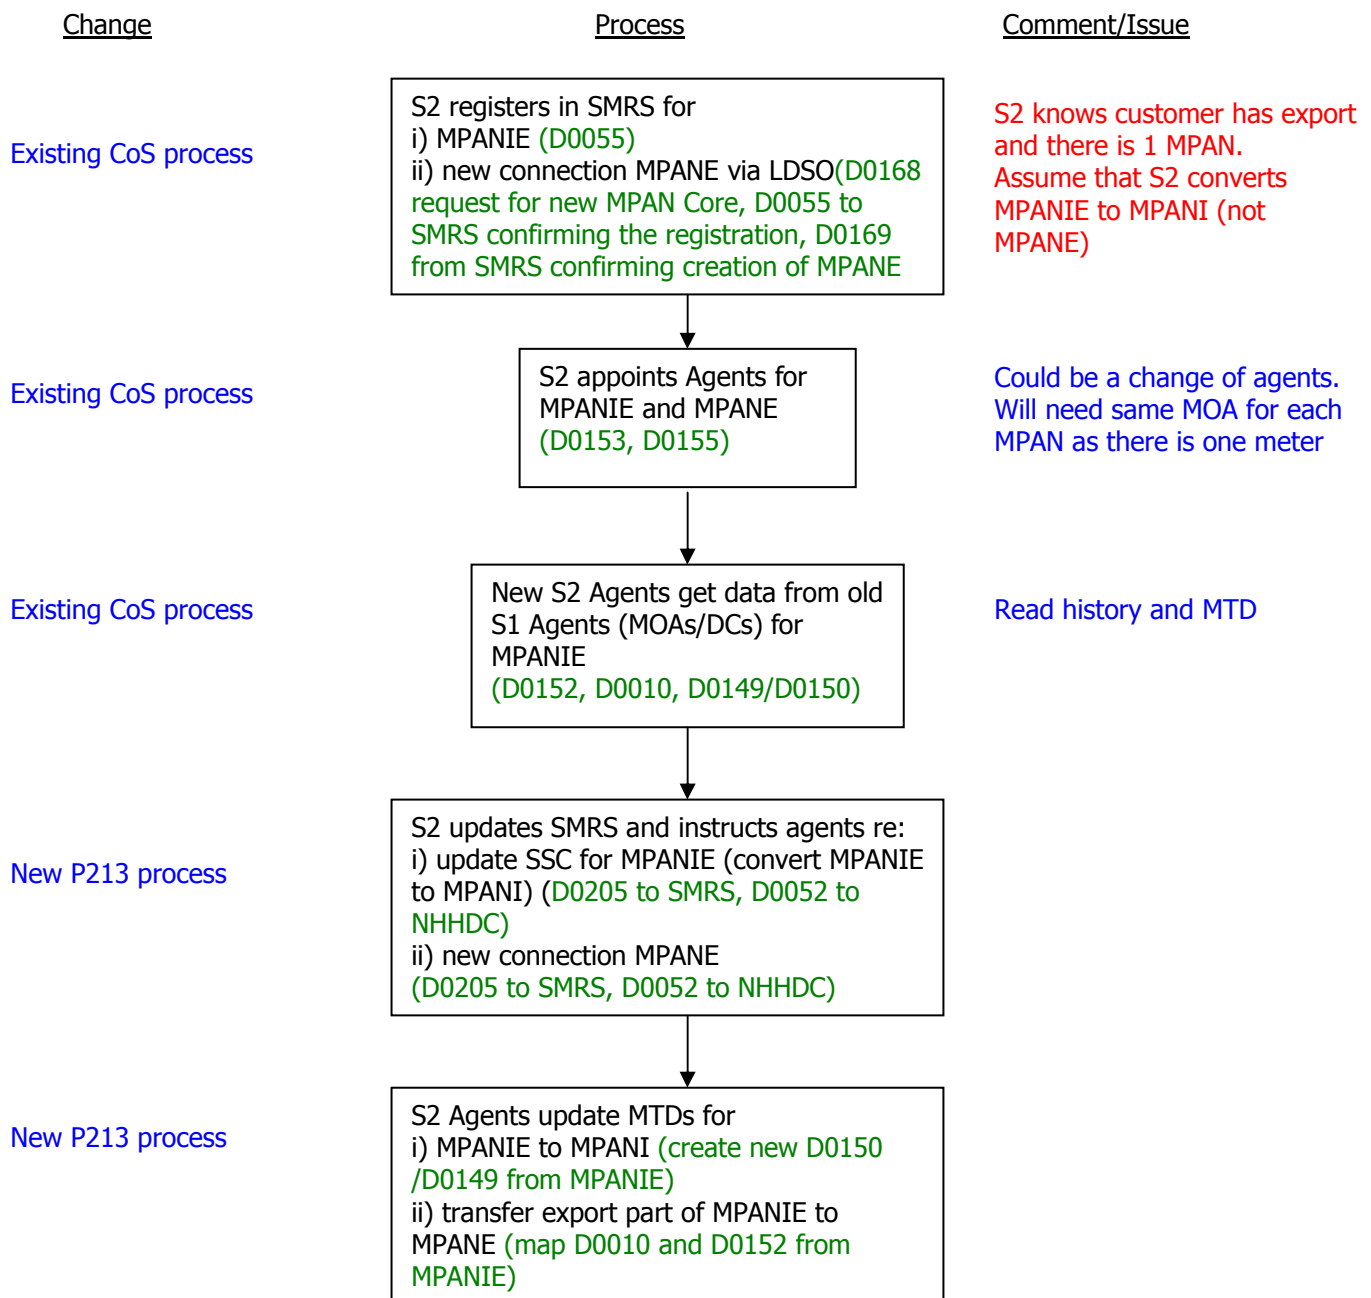 Change
Process
Comment/Issue
Existing CoS process
S2 registers in SMRS for
i) MPANIE (D0055)
ii) new connection MPANE via LDSO(D0168
request for new MPAN Core, D0055 to
SMRS confirming the registration, D0169
from SMRS confirming creation of MPANE
S2 knows customer has export
and there is 1 MPAN.
Assume that S2 converts
MPANIE to MPANI (not
MPANE)
Existing CoS process
S2 appoints Agents for
MPANIE and MPANE
(D0153, D0155)
Could be a change of agents.
Will need same MOA for each
MPAN as there is one meter
Existing CoS process
New S2 Agents get data from old
S1 Agents (MOAs/DCs) for
MPANIE
(D0152, D0010, D0149/D0150)
Read history and MTD
New P213 process
S2 updates SMRS and instructs agents re:
i) update SSC for MPANIE (convert MPANIE
to MPANI) (D0205 to SMRS, D0052 to
NHHDC)
ii) new connection MPANE
(D0205 to SMRS, D0052 to NHHDC)
New P213 process
S2 Agents update MTDs for
i) MPANIE to MPANI (create new D0150
/D0149 from MPANIE)
ii) transfer export part of MPANIE to
MPANE (map D0010 and D0152 from
MPANIE)